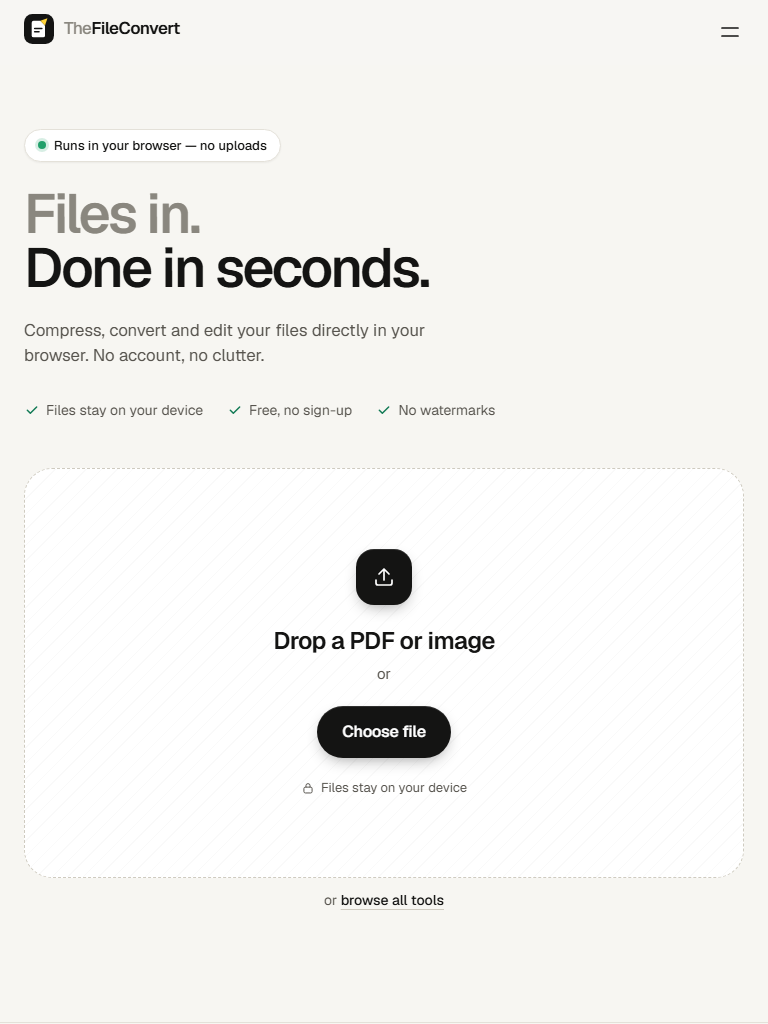 TheFileConvert
Runs in your browser — no uploads
Files in.
Done in seconds.
Compress, convert and edit your files directly in your
browser. No account, no clutter.
Files stay on your device
Free, no sign-up
No watermarks
Drop a PDF or image
or
Choose file
Files stay on your device
or browse all tools